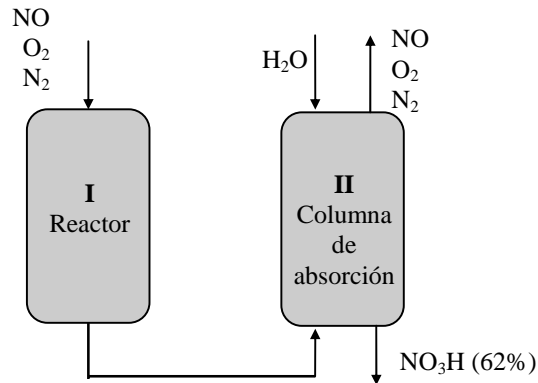 NO
O₂
N₂
I
Reactor
H₂O
NO
O₂
N₂
II
Columna
de
absorción
NO₃H (62%)